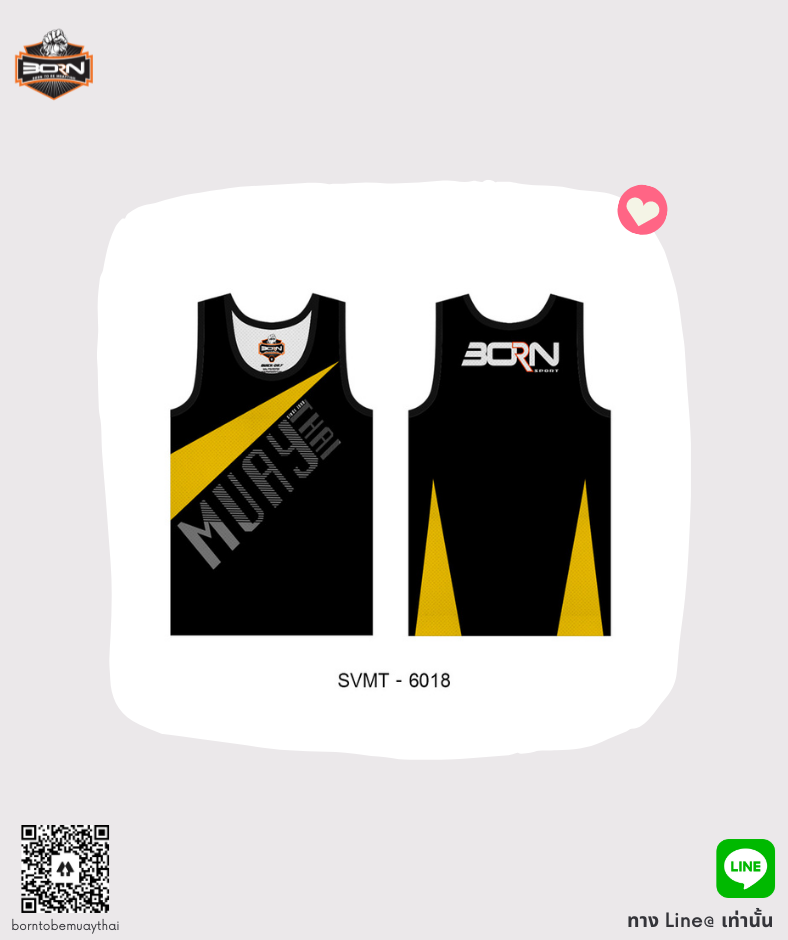 BORN
BORN TO BE MUAYTHAI
BORN
SINCE 2014
MUAY THAI
BORN
SPORT
SVMT - 6018
borntobemuaythai
LINE
ทาง Line@ เท่านั้น